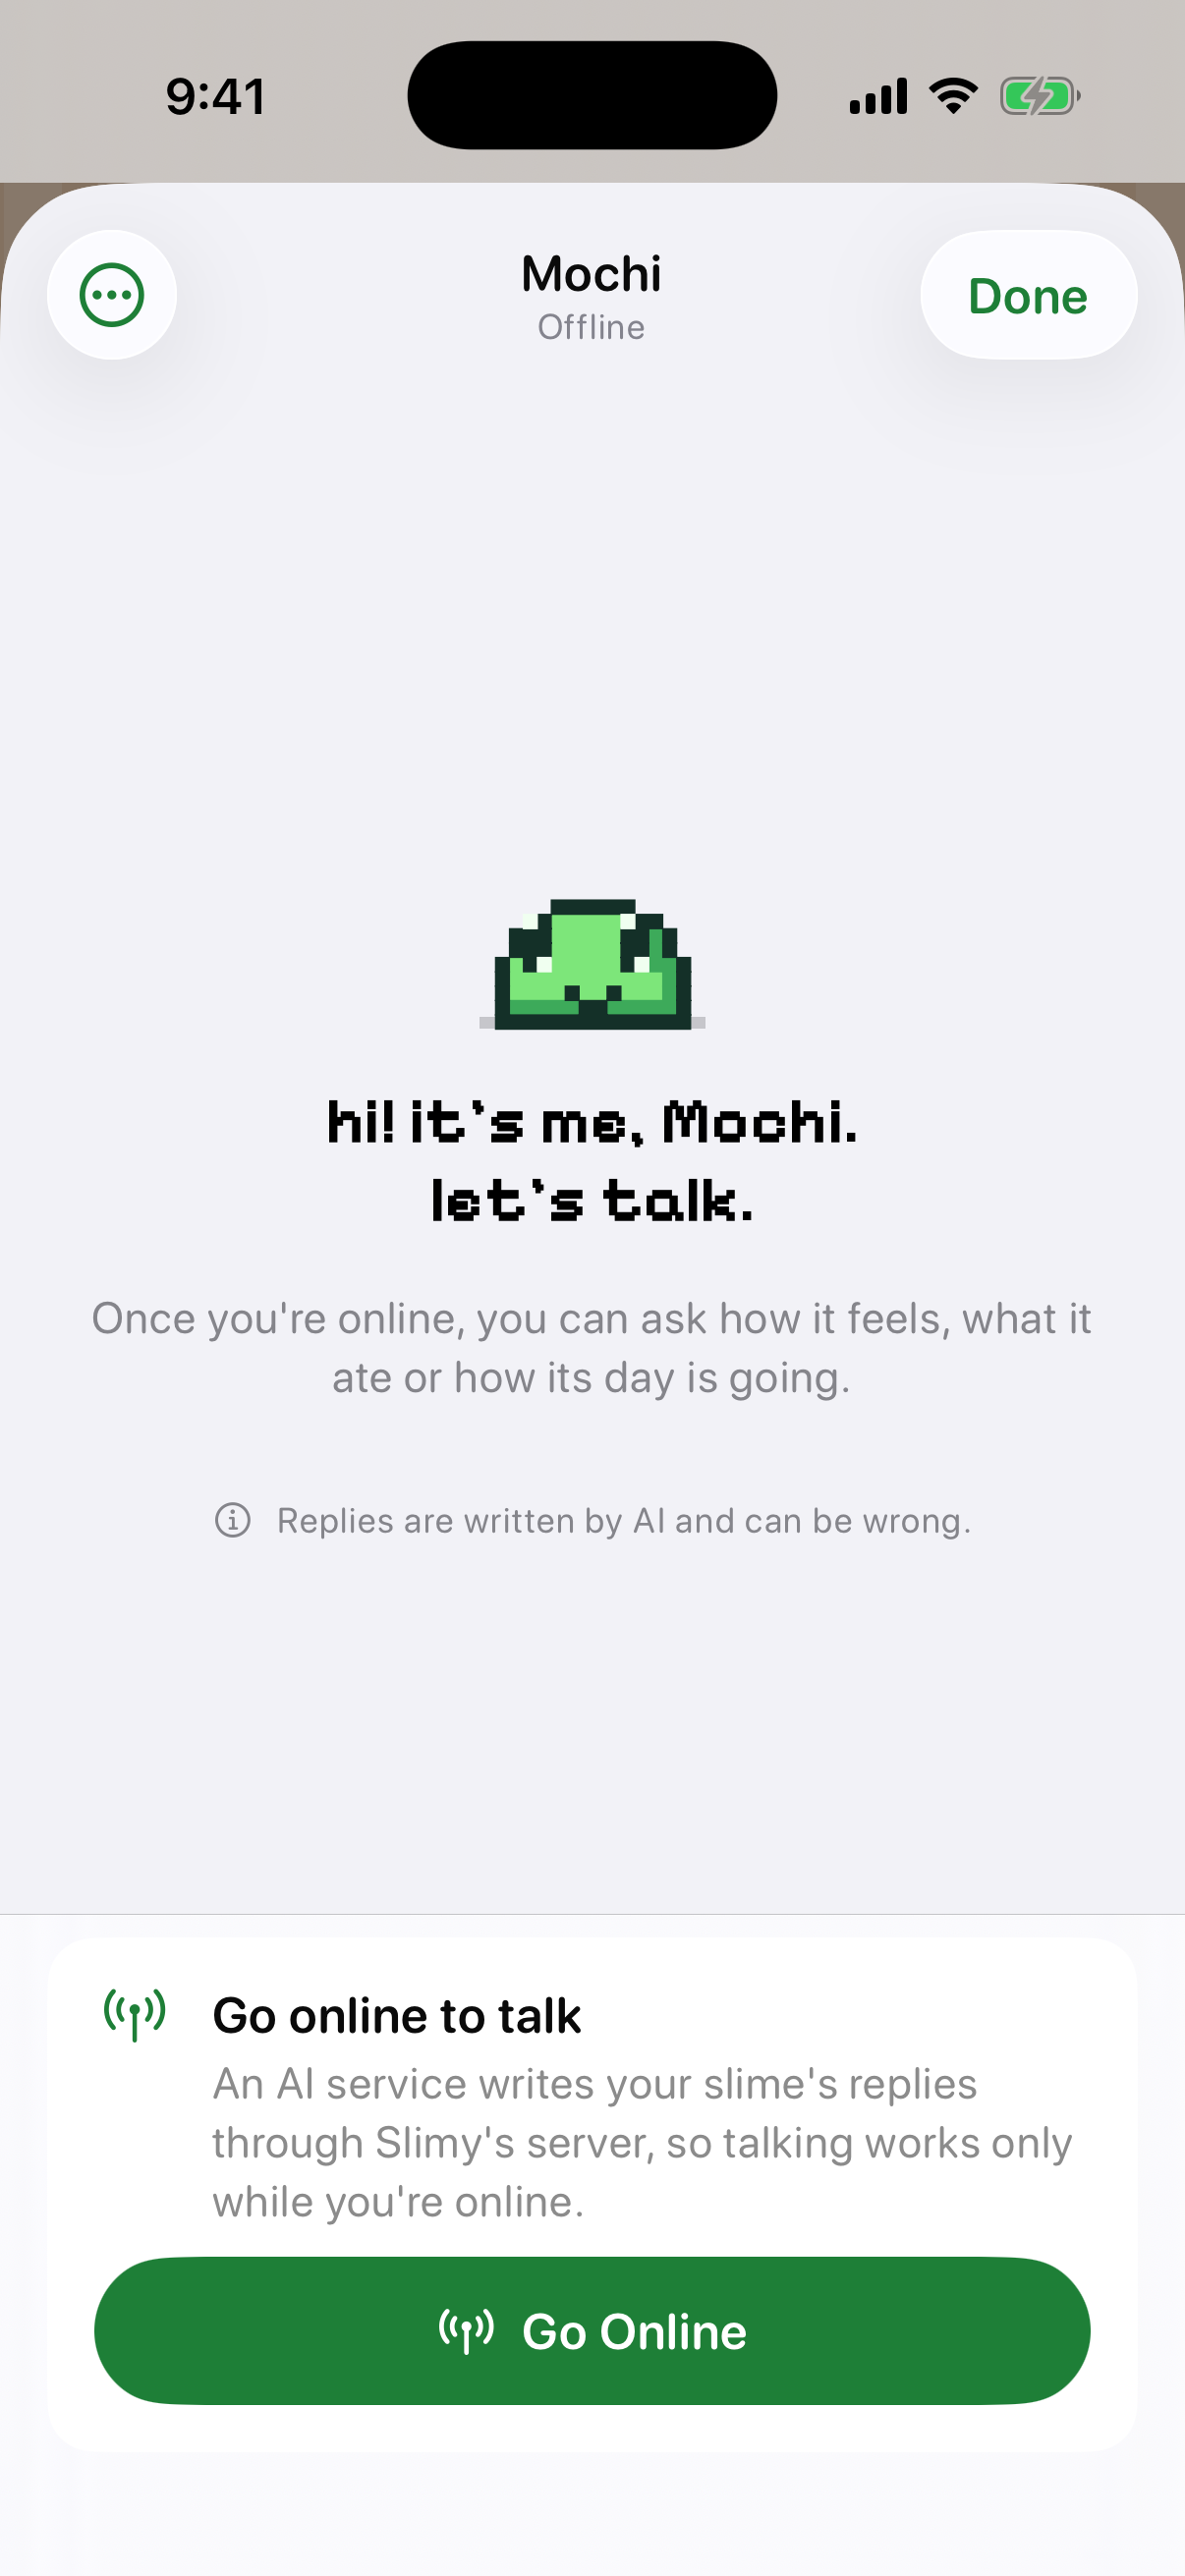 9:41
Mochi
Offline
Done
hi! it's me, Mochi.
let's talk.
Once you're online, you can ask how it feels, what it
ate or how its day is going.
Replies are written by AI and can be wrong.
Go online to talk
An AI service writes your slime's replies
through Slimy's server, so talking works only
while you're online.
Go Online